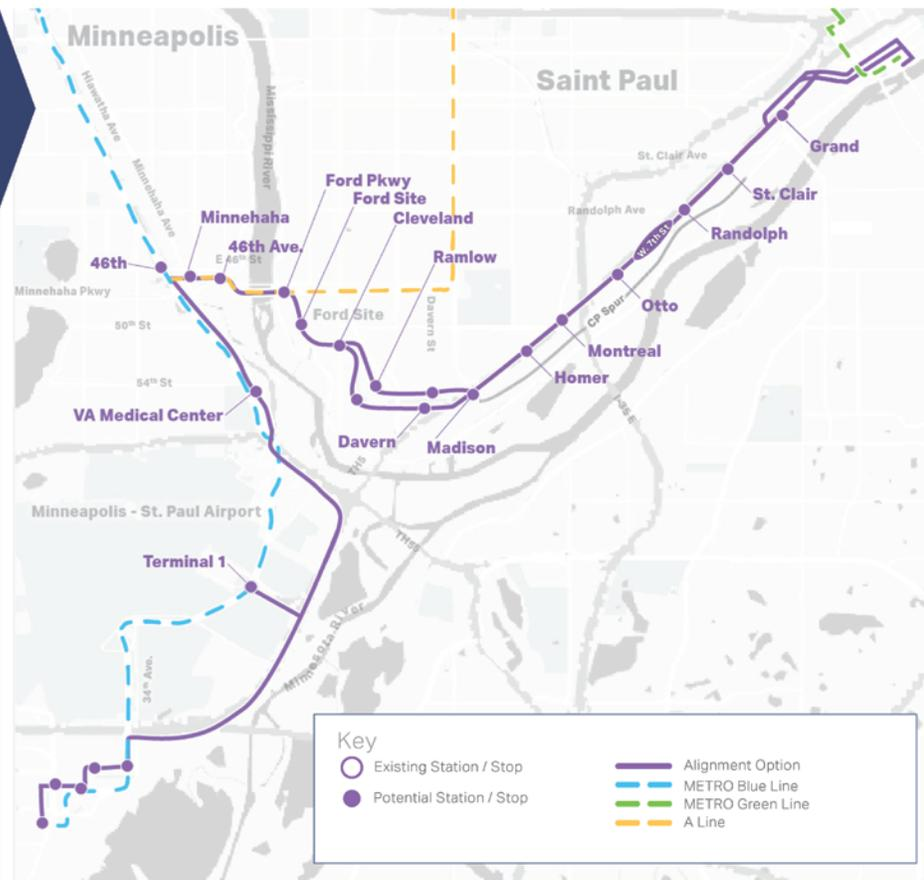 Minneapolis
Saint Paul
Hiawatha Ave
Mississippi River
Minnehaha Ave
Grand
St. Clair Ave
St. Clair
Ford Pkwy
Ford Site
Cleveland
Randolph Ave
Randolph
Minnehaha
46th Ave.
E 46th St
W. 7th St
46th
Ramlow
Minnehaha Pkwy
Otto
Ford Site
CP Spur
Davern St
50th St
Montreal
Homer
54th St
VA Medical Center
I-35 E
Davern
Madison
TH5
Minneapolis - St. Paul Airport
TH55
Terminal 1
Minnesota River
34th Ave.
Key
Existing Station / Stop
Potential Station / Stop
Alignment Option
METRO Blue Line
METRO Green Line
A Line